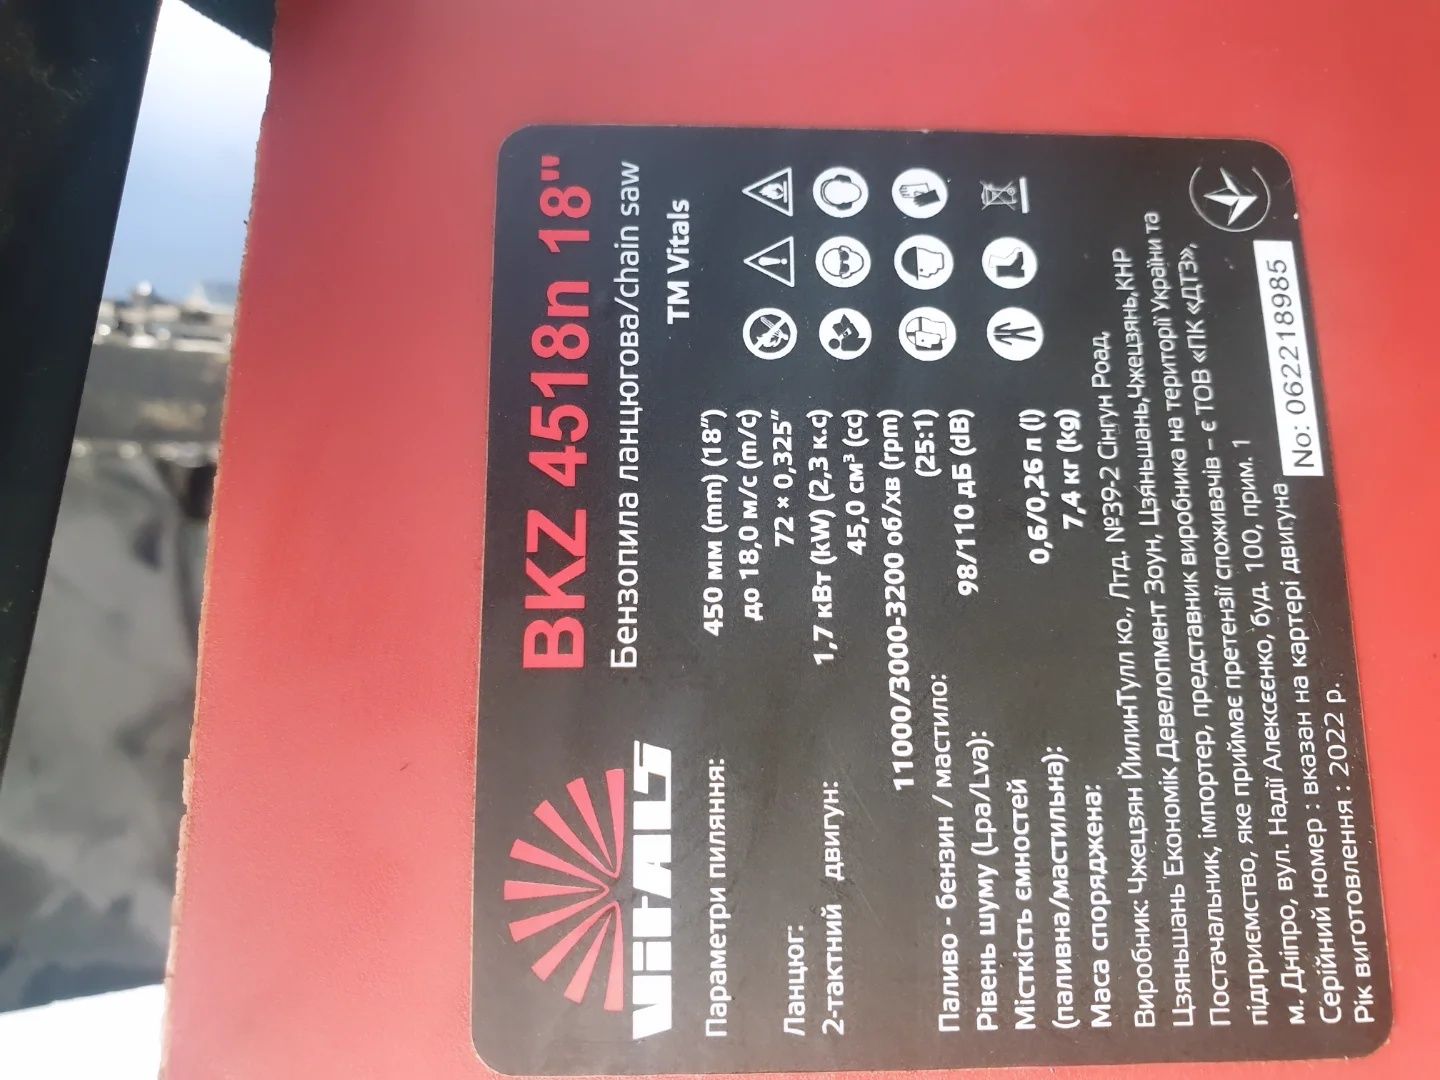 VITALS
BKZ 4518n 18"
Бензопила ланцюгова/chain saw
TM Vitals
Параметри пиляння: 450 мм (mm) (18”)
до 18,0 м/с (m/c)
Ланцюг: 72 × 0,325”
2-тактний двигун: 1,7 кВт (kW) (2,3 к.с)
45,0 см³ (cc)
11000/3000-3200 об/хв (rpm)
Паливо - бензин / мастило: (25:1)
Рівень шуму (Lpa/Lva): 98/110 дБ (dB)
Місткість ємностей
(паливна/мастильна): 0,6/0,26 л (l)
Маса споряджена: 7,4 кг (kg)
Виробник: Чжецзян ЙилинТулл ко., Лтд. №39-2 Сінгун Роад,
Цзяньшань Економік Девелопмент Зоун, Цзяньшань,Чжецзянь,КНР
Постачальник, імпортер, представник виробника на території України та
підприємство, яке приймає претензії споживачів – є ТОВ «ПК «ДТЗ»,
м. Дніпро, вул. Надії Алексєєнко, буд. 100, прим. 1
Серійний номер : вказан на картері двигуна
Рік виготовлення : 2022 р.
No: 062218985